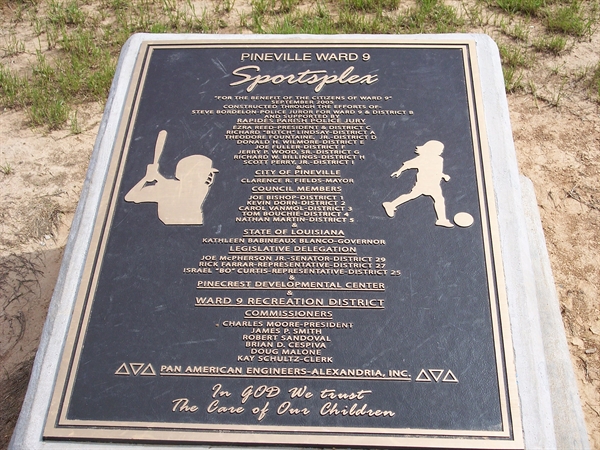 PINEVILLE WARD 9
Sportsplex
"FOR THE BENEFIT OF THE CITIZENS OF WARD 9"
SEPTEMBER 2005
CONSTRUCTED THROUGH THE EFFORTS OF-
STEVE BORDELON-POLICE JUROR FOR WARD 9 & DISTRICT B
AND SUPPORTED BY
RAPIDES PARISH POLICE JURY
EZRA REED-PRESIDENT & DISTRICT C
RICHARD "BUTCH" LINDSAY-DISTRICT A
THEODORE FOUNTAINE, JR.-DISTRICT D
DONALD H. WILMORE-DISTRICT E
JOE FULLER-DISTRICT F
JIMMY P. WOOD, SR.-DISTRICT G
RICHARD W. BILLINGS-DISTRICT H
SCOTT PERRY, JR.-DISTRICT I
&
CITY OF PINEVILLE
CLARENCE R. FIELDS-MAYOR
COUNCIL MEMBERS
JOE BISHOP-DISTRICT 1
KEVIN DORN-DISTRICT 2
CAROL VANMOL-DISTRICT 3
TOM BOUCHIE-DISTRICT 4
NATHAN MARTIN-DISTRICT 5
&
STATE OF LOUISIANA
KATHLEEN BABINEAUX BLANCO-GOVERNOR
LEGISLATIVE DELEGATION
JOE McPHERSON JR.-SENATOR-DISTRICT 29
RICK FARRAR-REPRESENTATIVE-DISTRICT 27
ISRAEL "BO" CURTIS-REPRESENTATIVE-DISTRICT 25
&
PINECREST DEVELOPMENTAL CENTER
&
WARD 9 RECREATION DISTRICT
COMMISSIONERS
CHARLES MOORE-PRESIDENT
JAMES P. SMITH
ROBERT SANDOVAL
BRIAN D. CESPIVA
DOUG MALONE
KAY SCHULTZ-CLERK
PAN AMERICAN ENGINEERS-ALEXANDRIA, INC.
In GOD We trust
The Care of Our Children